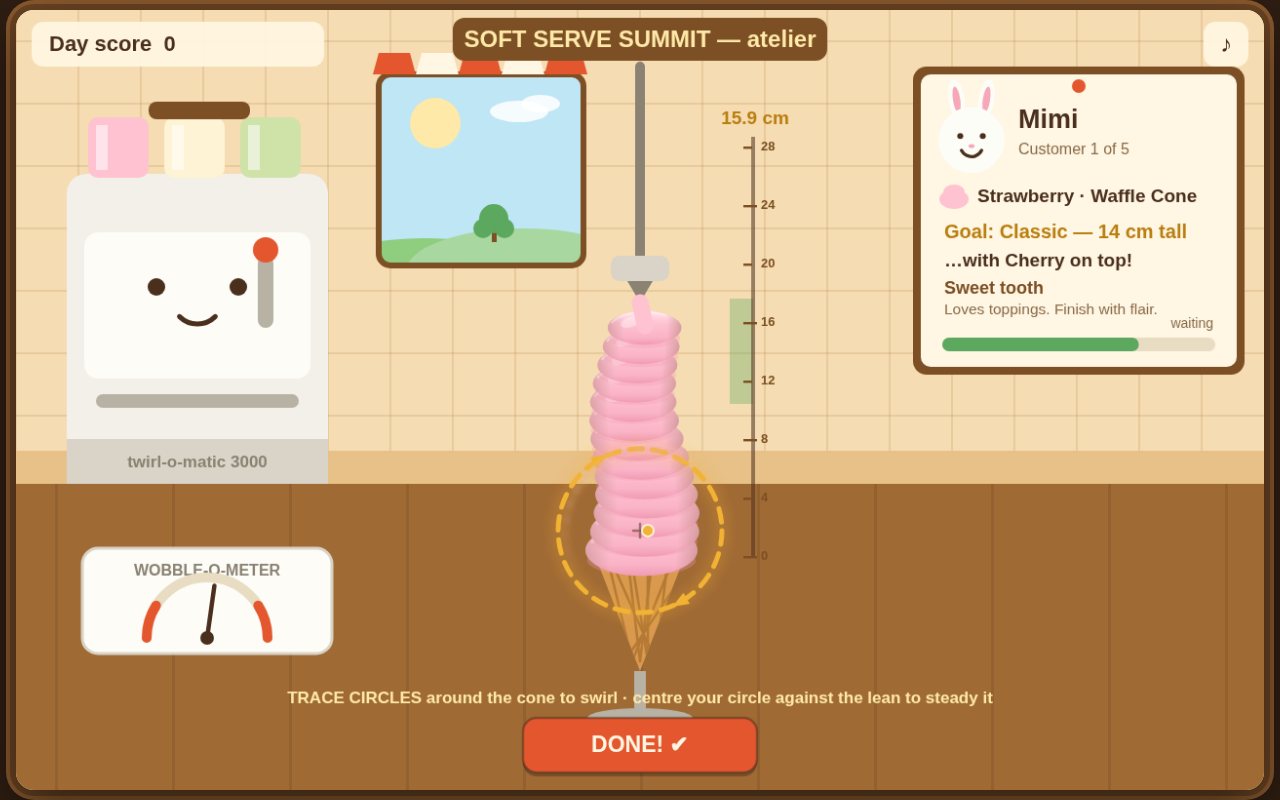 Day score 0
SOFT SERVE SUMMIT — atelier
♪
15.9 cm
28
24
20
16
12
8
4
0
Mimi
Customer 1 of 5
Strawberry · Waffle Cone
Goal: Classic — 14 cm tall
…with Cherry on top!
Sweet tooth
Loves toppings. Finish with flair.
waiting
twirl-o-matic 3000
WOBBLE-O-METER
TRACE CIRCLES around the cone to swirl · centre your circle against the lean to steady it
DONE! ✔